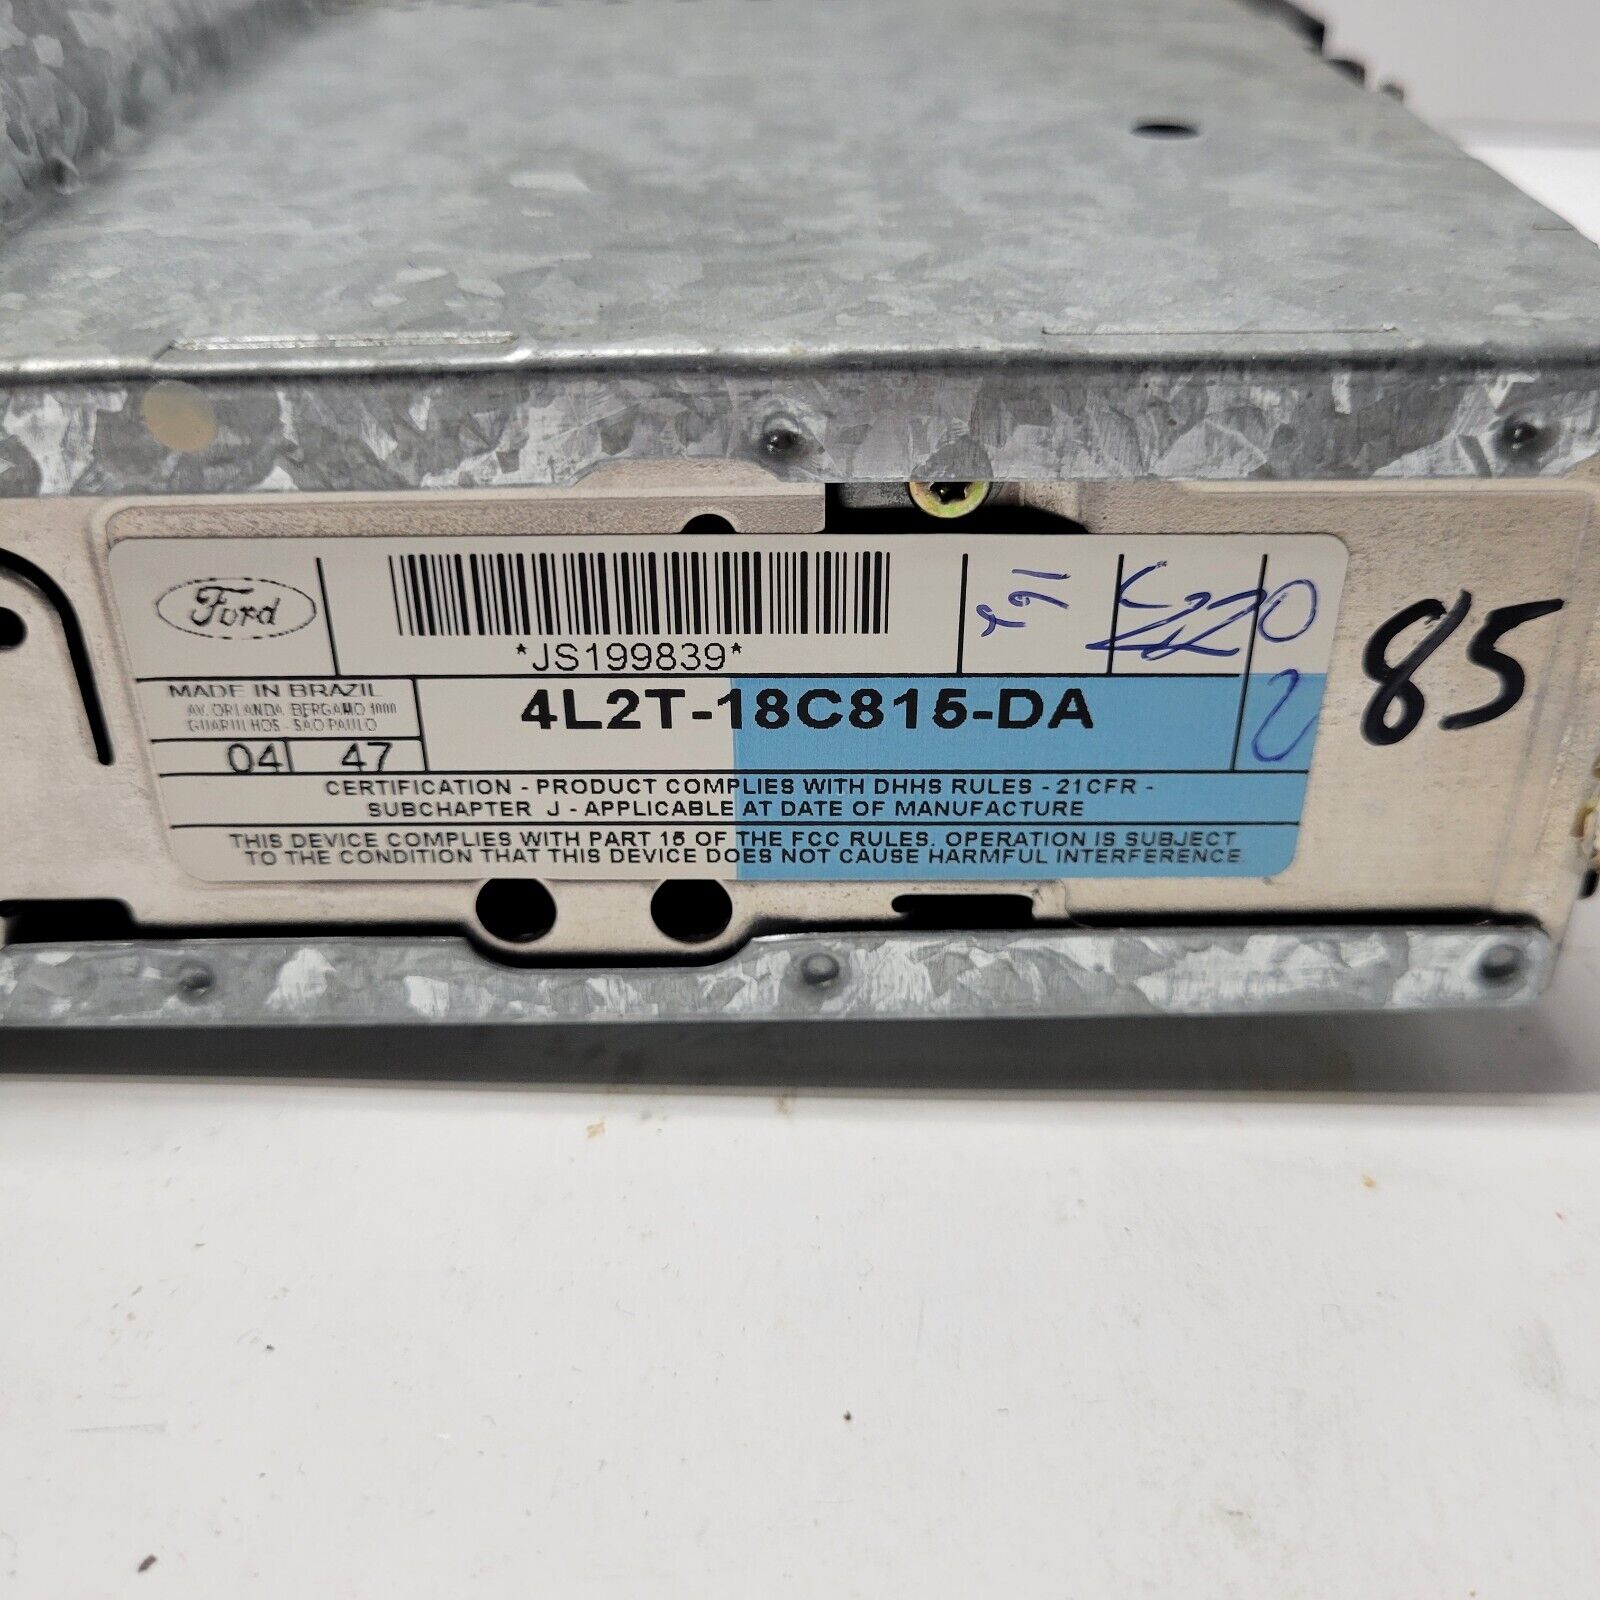 Ford
*JS199839*
MADE IN BRAZIL
AV. ORLANDA BERGAMO 1000
GUARULHOS - SAO PAULO
04 47
4L2T-18C815-DA
CERTIFICATION - PRODUCT COMPLIES WITH DHHS RULES - 21CFR -
SUBCHAPTER J - APPLICABLE AT DATE OF MANUFACTURE
THIS DEVICE COMPLIES WITH PART 15 OF THE FCC RULES. OPERATION IS SUBJECT
TO THE CONDITION THAT THIS DEVICE DOES NOT CAUSE HARMFUL INTERFERENCE.
85